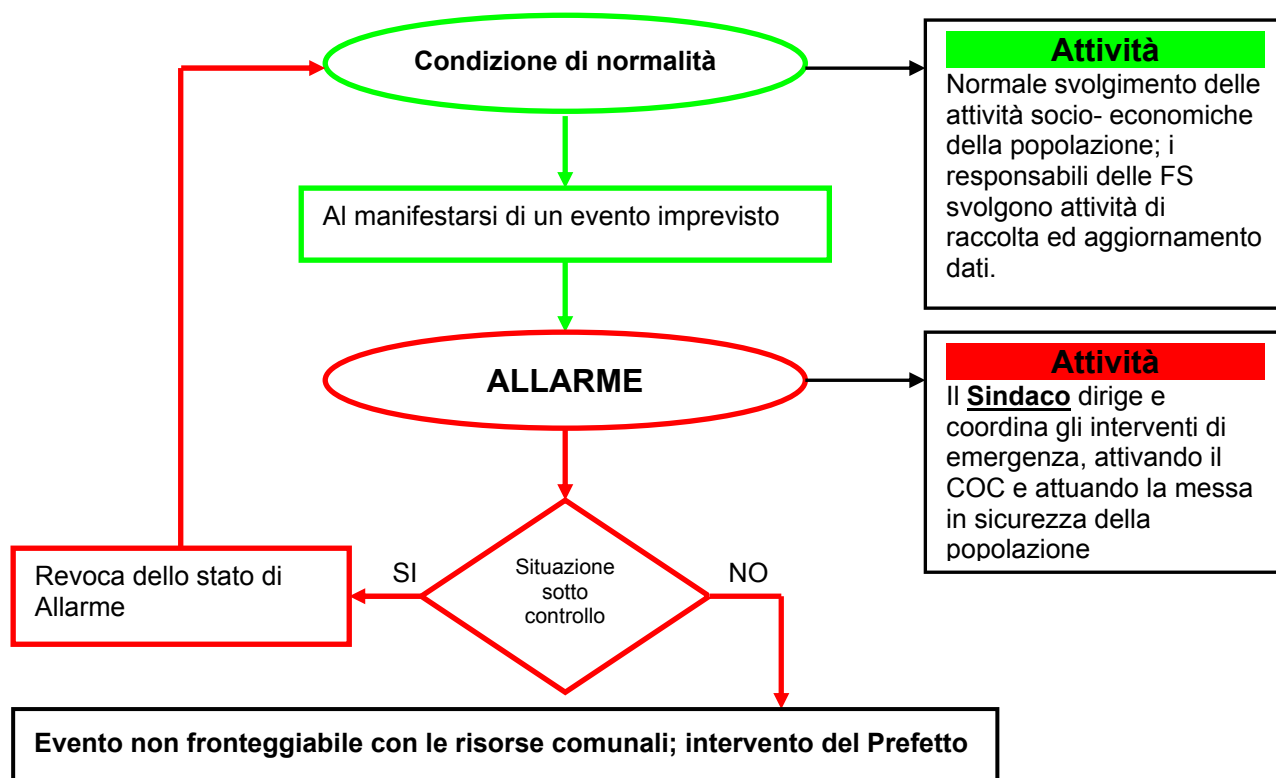 Condizione di normalità
Attività
Normale svolgimento delle
attività socio- economiche
della popolazione; i
responsabili delle FS
svolgono attività di
raccolta ed aggiornamento
dati.
Al manifestarsi di un evento imprevisto
ALLARME
Attività
Il Sindaco dirige e
coordina gli interventi di
emergenza, attivando il
COC e attuando la messa
in sicurezza della
popolazione
Revoca dello stato di
Allarme
SI
Situazione
sotto
controllo
NO
Evento non fronteggiabile con le risorse comunali; intervento del Prefetto